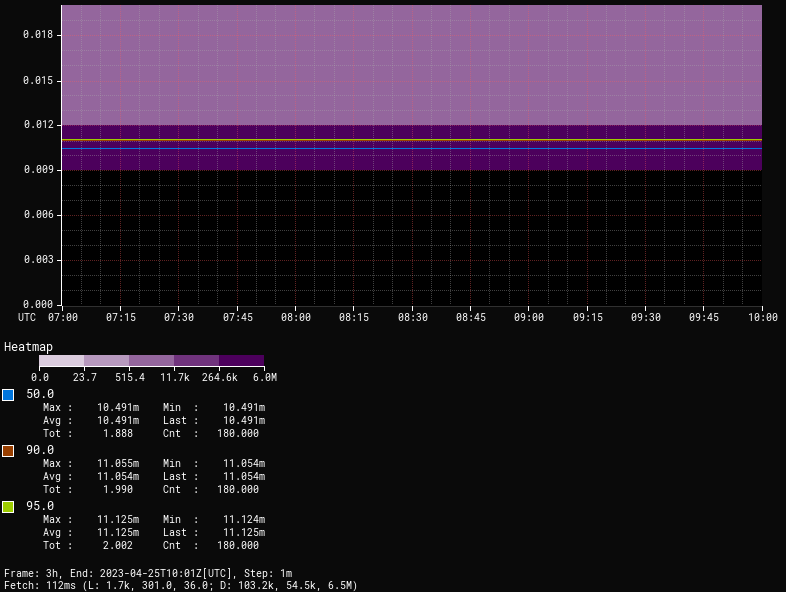 0.018
0.015
0.012
0.009
0.006
0.003
0.000
UTC 07:00 07:15 07:30 07:45 08:00 08:15 08:30 08:45 09:00 09:15 09:30 09:45 10:00
Heatmap
0.0 23.7 515.4 11.7k 264.6k 6.0M
50.0
Max : 10.491m Min : 10.491m
Avg : 10.491m Last : 10.491m
Tot : 1.888 Cnt : 180.000
90.0
Max : 11.055m Min : 11.054m
Avg : 11.054m Last : 11.054m
Tot : 1.990 Cnt : 180.000
95.0
Max : 11.125m Min : 11.124m
Avg : 11.125m Last : 11.125m
Tot : 2.002 Cnt : 180.000
Frame: 3h, End: 2023-04-25T10:01Z[UTC], Step: 1m
Fetch: 112ms (L: 1.7k, 301.0, 36.0; D: 103.2k, 54.5k, 6.5M)